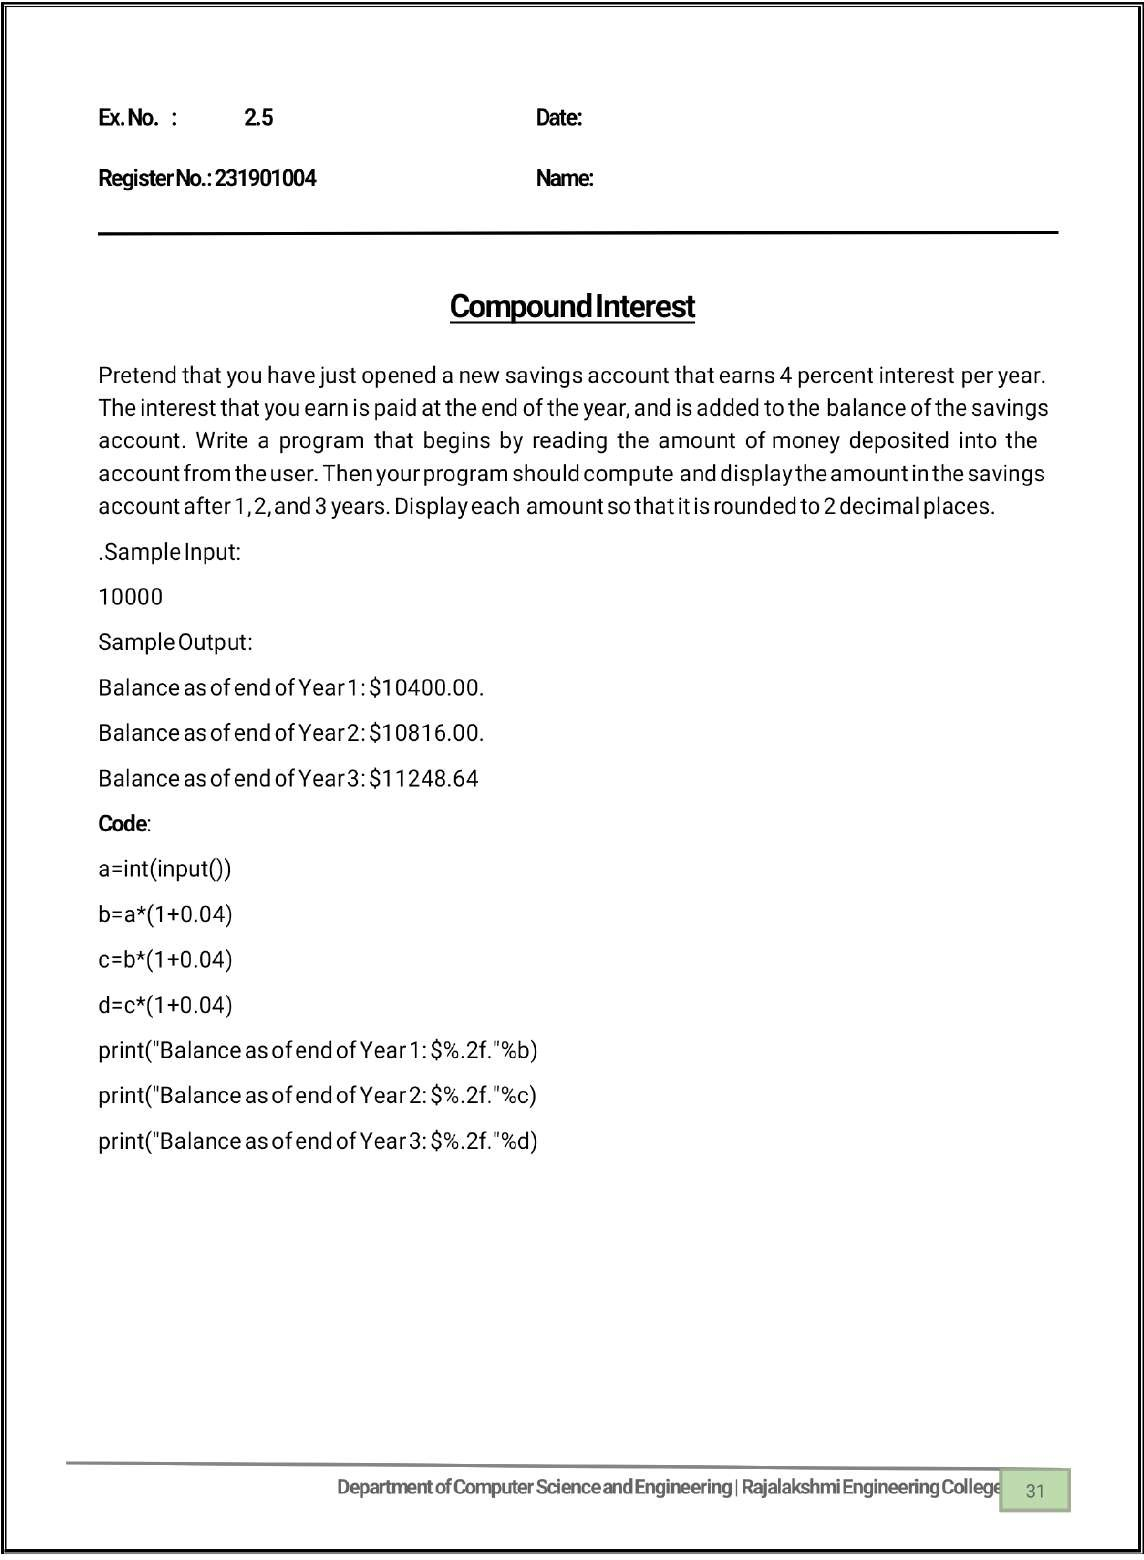 Ex. No. : 2.5 Date:
Register No.: 231901004 Name:
Compound Interest
Pretend that you have just opened a new savings account that earns 4 percent interest per year.
The interest that you earn is paid at the end of the year, and is added to the balance of the savings
account. Write a program that begins by reading the amount of money deposited into the
account from the user. Then your program should compute and display the amount in the savings
account after 1, 2, and 3 years. Display each amount so that it is rounded to 2 decimal places.
.Sample Input:
10000
Sample Output:
Balance as of end of Year 1: $10400.00.
Balance as of end of Year 2: $10816.00.
Balance as of end of Year 3: $11248.64
Code:
a=int(input())
b=a*(1+0.04)
c=b*(1+0.04)
d=c*(1+0.04)
print("Balance as of end of Year 1: $%.2f."%b)
print("Balance as of end of Year 2: $%.2f."%c)
print("Balance as of end of Year 3: $%.2f."%d)
Department of Computer Science and Engineering | Rajalakshmi Engineering College 31